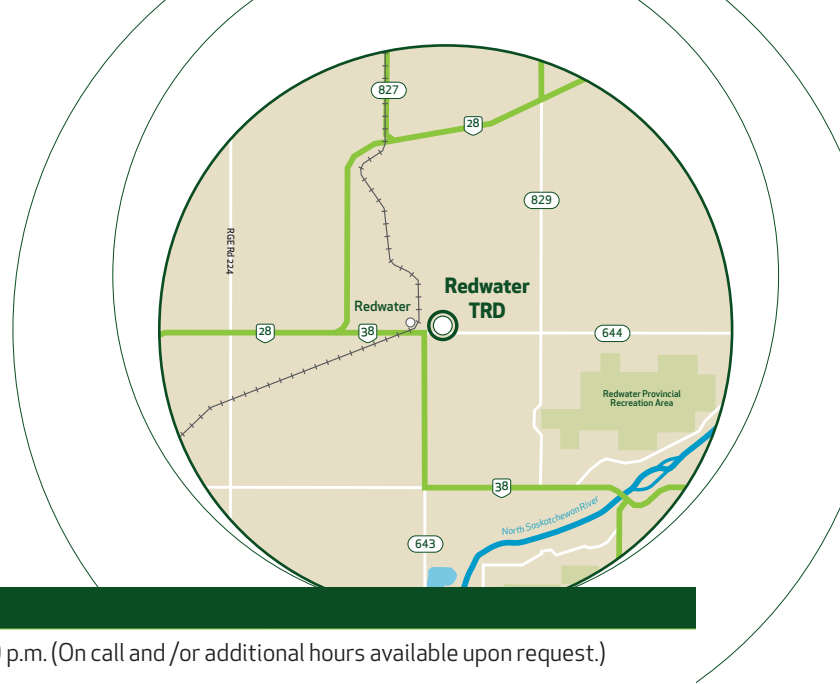 827
28
829
RGE Rd 224
Redwater
TRD
Redwater
28
38
644
Redwater Provincial
Recreation Area
38
North Saskatchewan River
643
p.m. (On call and /or additional hours available upon request.)